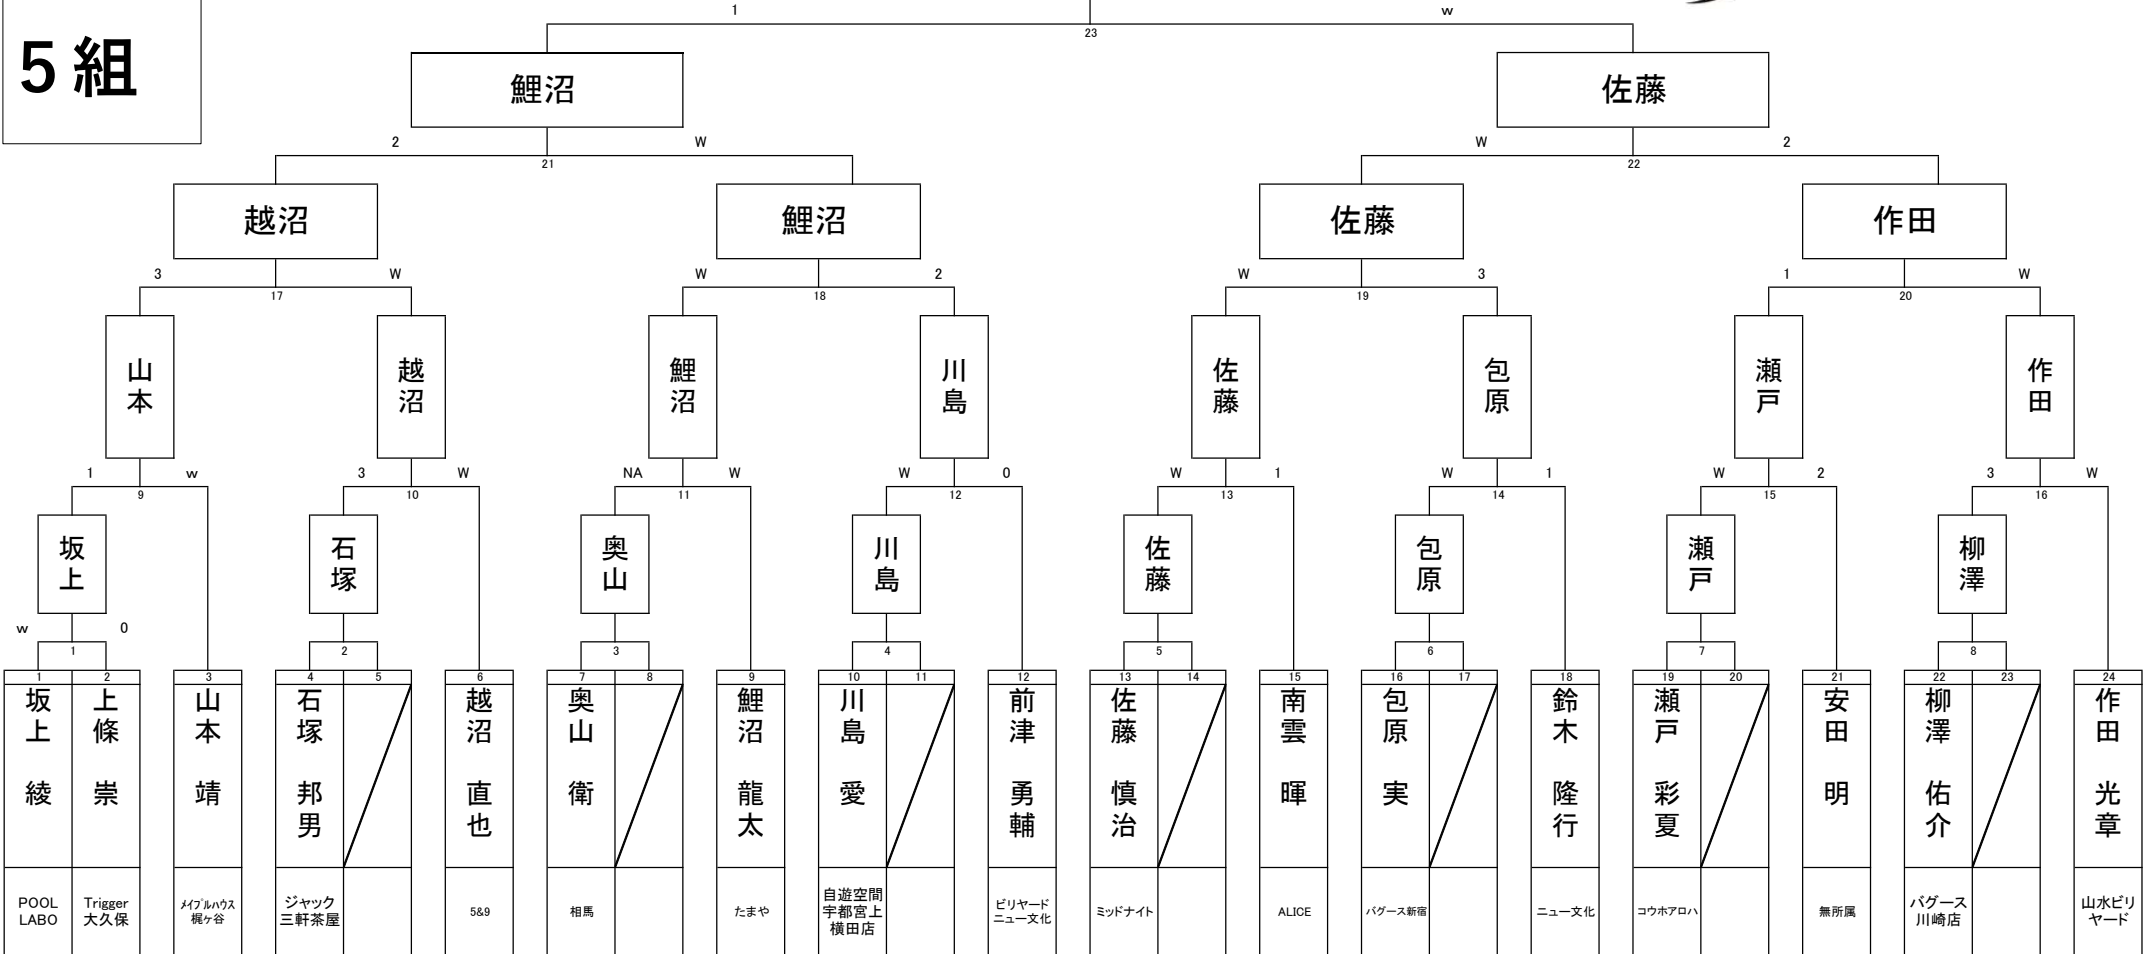 1 w
23
5組
鯉沼 佐藤
2 W W 2
21 22
越沼 鯉沼 佐藤 作田
3 W W 2 W 3 1 W
17 18 19 20
山本 越沼 鯉沼 川島 佐藤 包原 瀬戸 作田
1 w 3 W NA W W 0 W 1 W 1 W 2 3 W
9 10 11 12 13 14 15 16
坂上 石塚 奥山 川島 佐藤 包原 瀬戸 柳澤
w 0
1 2 3 4 5 6 7 8
1 2 3 4 5 6 7 8 9 10 11 12 13 14 15 16 17 18 19 20 21 22 23 24
坂上 綾
上條 崇
山本 靖
石塚 邦男
越沼 直也
奥山 衛
鯉沼 龍太
川島 愛
前津 勇輔
佐藤 慎治
南雲 暉
包原 実
鈴木 隆行
瀬戸 彩夏
安田 明
柳澤 佑介
作田 光章
POOL
LABO
Trigger
大久保
メイプルハウス
梶ヶ谷
ジャック
三軒茶屋
5&9
相馬
たまや
自遊空間
宇都宮上
横田店
ビリヤード
ニュー文化
ミッドナイト
ALICE
バグース新宿
ニュー文化
コウホアロハ
無所属
バグース
川崎店
山水ビリ
ヤード